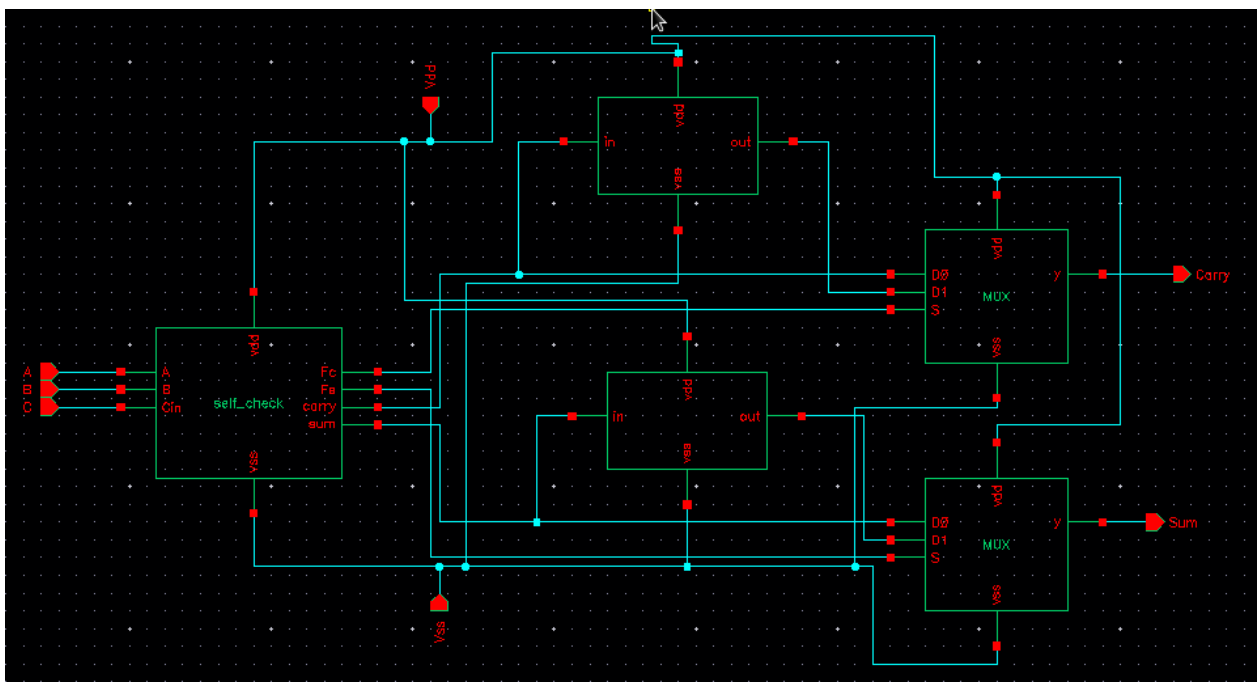 Vdd
vdd
in
out
vss
vdd
D0
D1
S
MUX
y
vss
Carry
A
B
C
vdd
A
B
Cin
self_check
Fc
Fs
carry
sum
vss
vdd
in
out
vss
vdd
D0
D1
S
MUX
y
vss
Sum
Vss